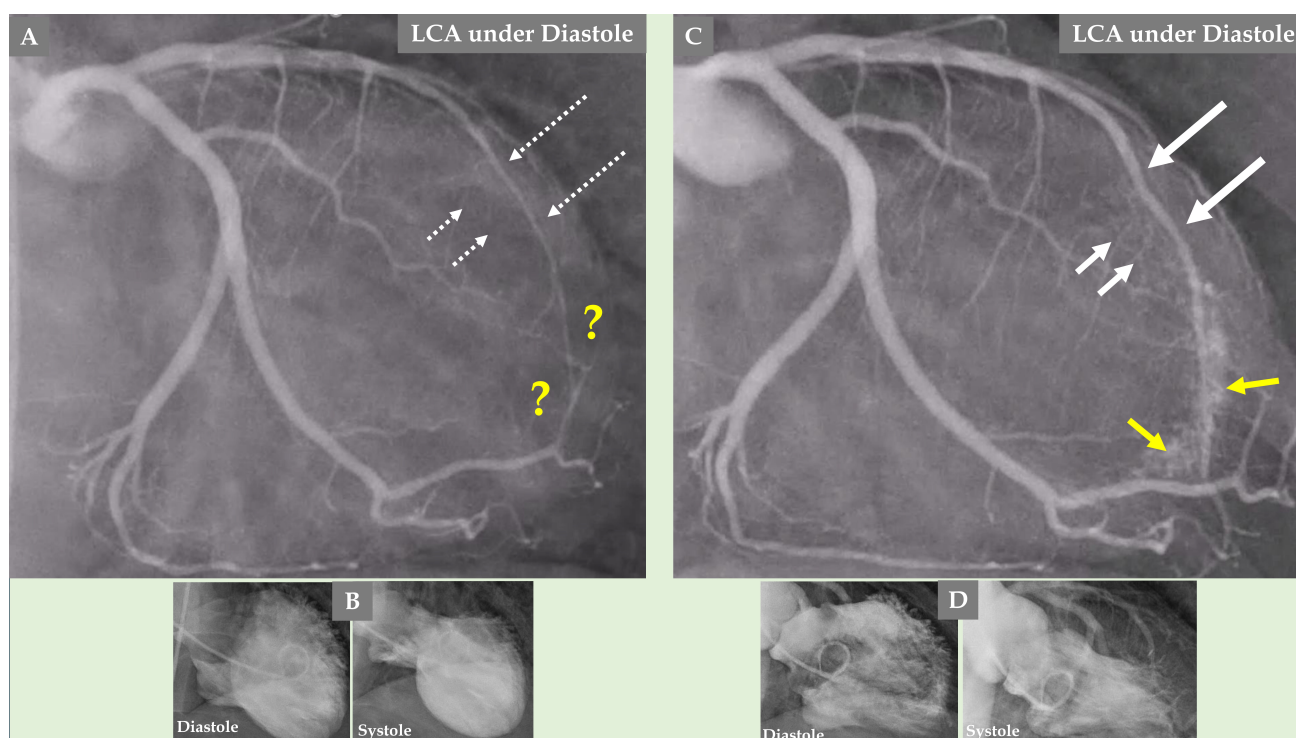 A
LCA under Diastole
C
LCA under Diastole
?
?
B
D
Diastole
Systole
Diastole
Systole